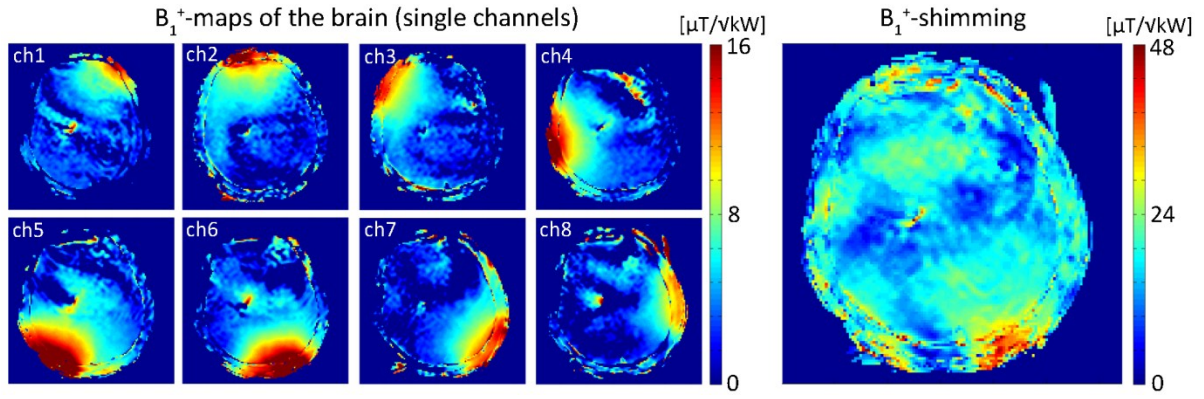 B₁⁺-maps of the brain (single channels)
[µT/√kW]
B₁⁺-shimming
[µT/√kW]
ch1
ch2
ch3
ch4
16
48
8
24
ch5
ch6
ch7
ch8
0
0